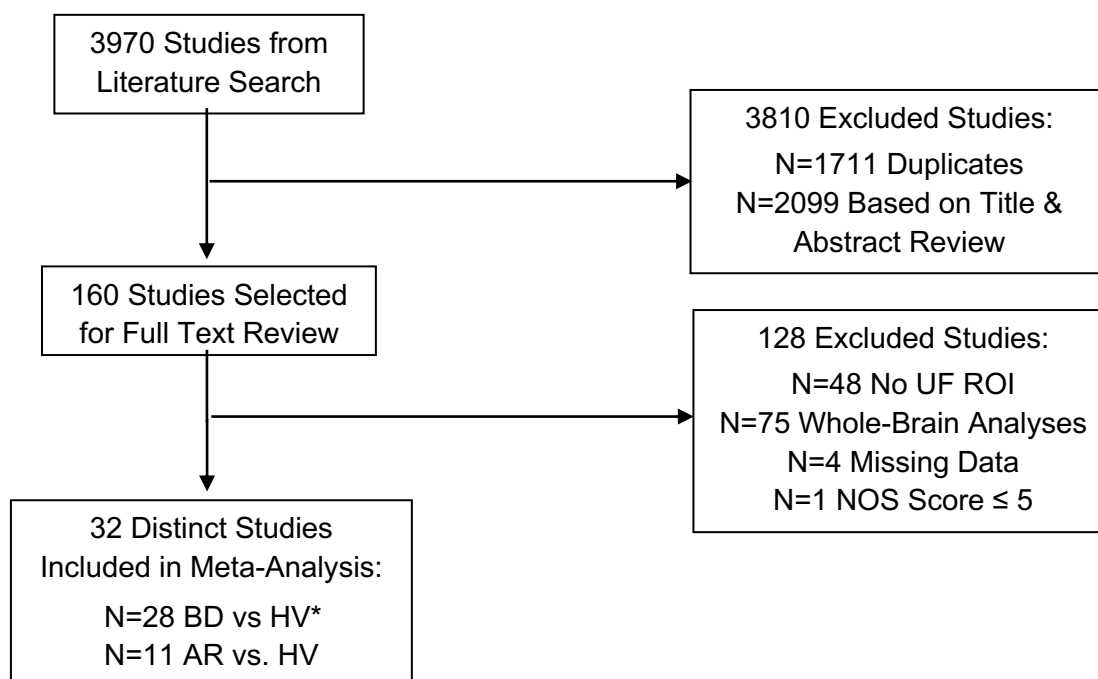 3970 Studies from
Literature Search
3810 Excluded Studies:
N=1711 Duplicates
N=2099 Based on Title &
Abstract Review
160 Studies Selected
for Full Text Review
128 Excluded Studies:
N=48 No UF ROI
N=75 Whole-Brain Analyses
N=4 Missing Data
N=1 NOS Score ≤ 5
32 Distinct Studies
Included in Meta-Analysis:
N=28 BD vs HV*
N=11 AR vs. HV